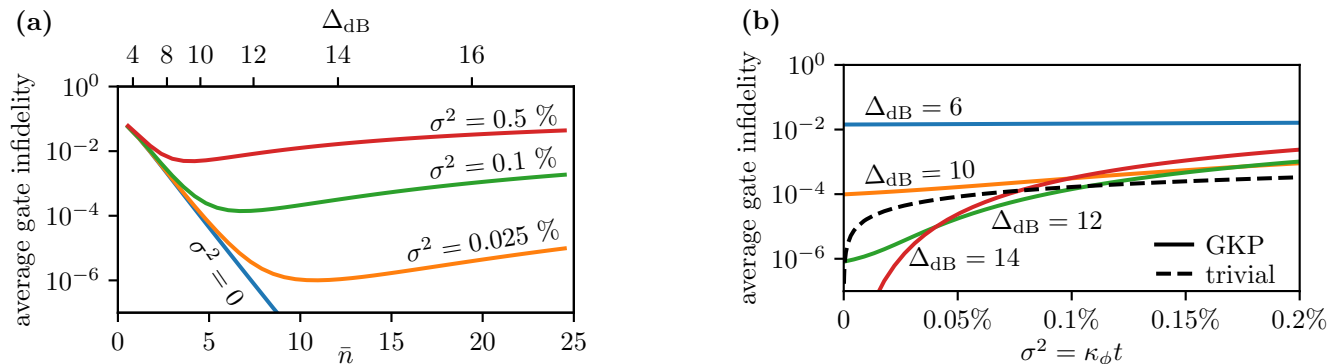 (a)
Δ_dB
4 8 10 12 14 16
average gate infidelity
10^0
10^−2
10^−4
10^−6
σ² = 0.5 %
σ² = 0.1 %
σ² = 0.025 %
σ² = 0
0 5 10 15 20 25
n̄
(b)
average gate infidelity
10^0
10^−2
10^−4
10^−6
Δ_dB = 6
Δ_dB = 10
Δ_dB = 12
Δ_dB = 14
GKP
trivial
0 0.05% 0.1% 0.15% 0.2%
σ² = κ_ϕ t